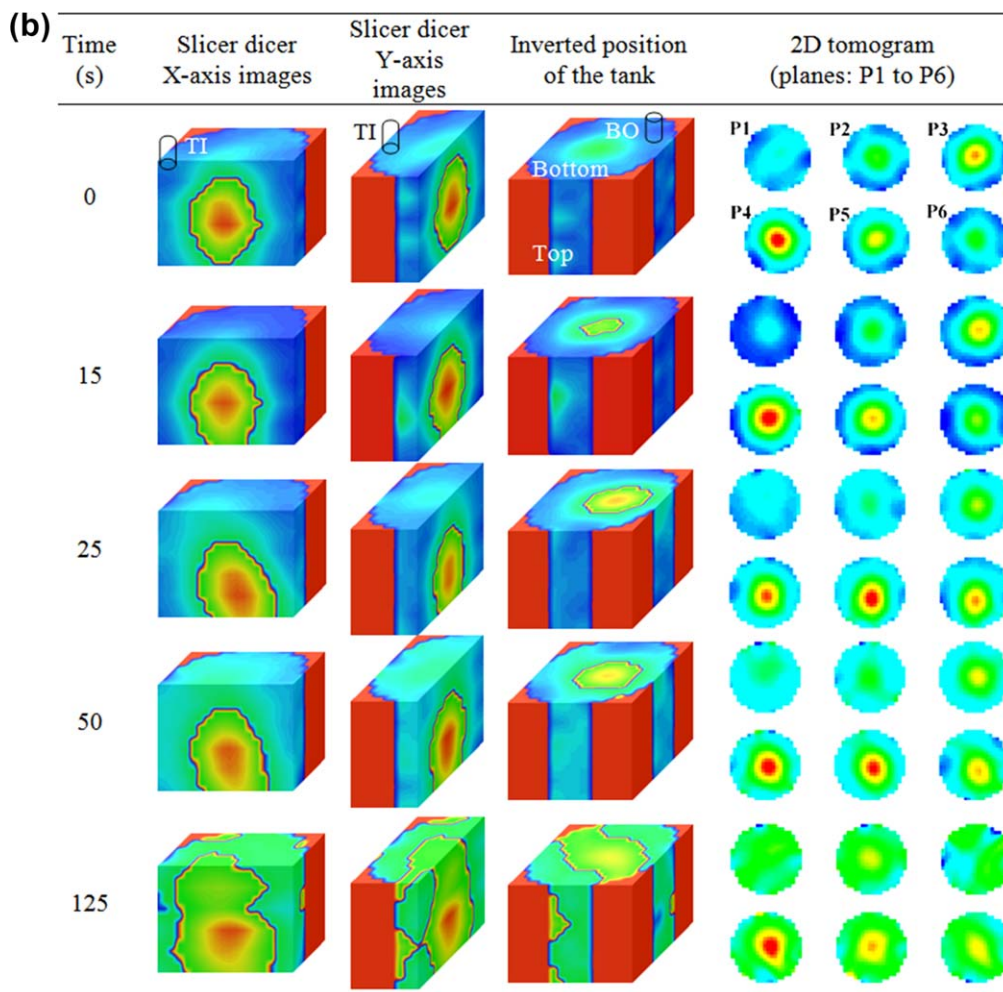 (b)
Time
(s)
Slicer dicer
X-axis images
Slicer dicer
Y-axis
images
Inverted position
of the tank
2D tomogram
(planes: P1 to P6)
0
TI
TI
BO
Bottom
Top
P1 P2 P3
P4 P5 P6
15
25
50
125